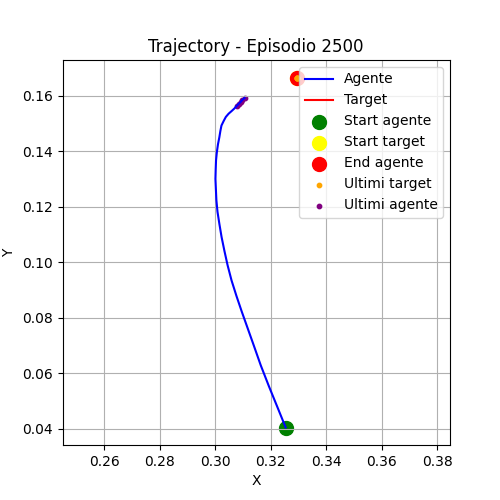 Trajectory - Episodio 2500
Y
0.16
0.14
0.12
0.10
0.08
0.06
0.04
Agente
Target
Start agente
Start target
End agente
Ultimi target
Ultimi agente
0.26 0.28 0.30 0.32 0.34 0.36 0.38
X